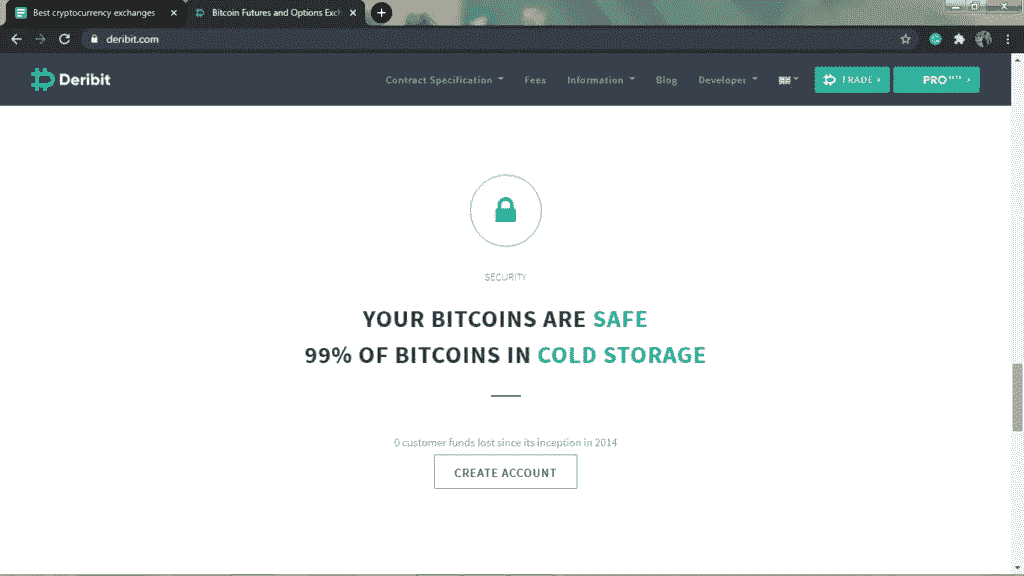 Best cryptocurrency exchanges
Bitcoin Futures and Options Exch
deribit.com
Deribit
Contract Specification
Fees
Information
Blog
Developer
TRADE
PRO
SECURITY
YOUR BITCOINS ARE SAFE
99% OF BITCOINS IN COLD STORAGE
0 customer funds lost since its inception in 2014
CREATE ACCOUNT